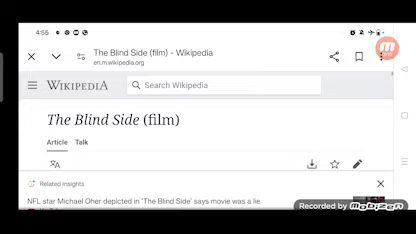 4:55
The Blind Side (film) - Wikipedia
en.m.wikipedia.org
WIKIPEDIA
Search Wikipedia
The Blind Side (film)
Article Talk
Related Insights
NFL star Michael Oher depicted in 'The Blind Side' says movie was a lie
Recorded by MOBIZEN